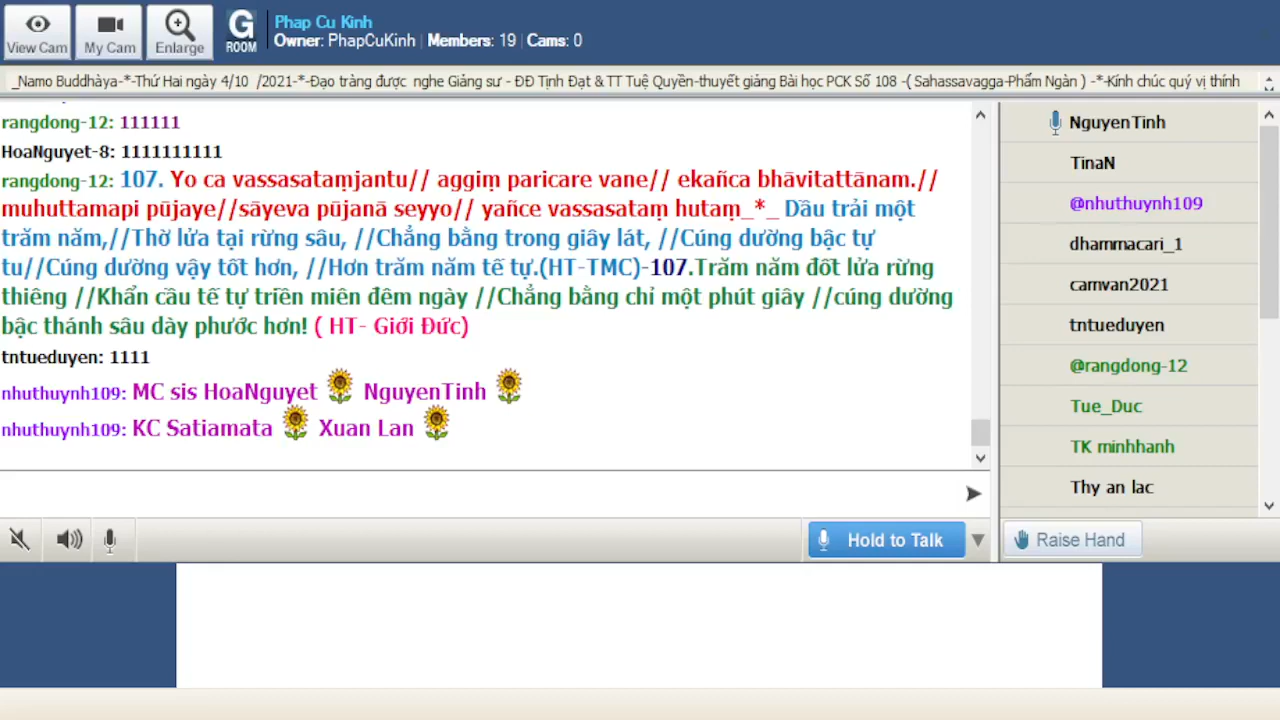 View Cam
My Cam
Enlarge
G
ROOM
Phap Cu Kinh
Owner: PhapCuKinh | Members: 19 | Cams: 0
_Namo Buddhàya-*-Thứ Hai ngày 4/10 /2021-*-Đạo tràng được nghe Giảng sư - ĐĐ Tịnh Đạt & TT Tuệ Quyền-thuyết giảng Bài học PCK Số 108 -( Sahassavagga-Phẩm Ngàn ) -*-Kính chúc quý vị thính
rangdong-12: 111111
HoaNguyet-8: 1111111111
rangdong-12: 107. Yo ca vassasataṃjantu// aggiṃ paricare vane// ekañca bhāvitattānam.//
muhuttamapi pūjaye//sāyeva pūjanā seyyo// yañce vassasataṃ hutaṃ_*_ Dầu trải một
trăm năm,//Thờ lửa tại rừng sâu, //Chẳng bằng trong giây lát, //Cúng dường bậc tự
tu//Cúng dường vậy tốt hơn, //Hơn trăm năm tế tự.(HT-TMC)-107.Trăm năm đốt lửa rừng
thiêng //Khẩn cầu tế tự triền miên đêm ngày //Chẳng bằng chỉ một phút giây //cúng dường
bậc thánh sâu dày phước hơn! ( HT- Giới Đức)
tntueduyen: 1111
nhuthuynh109: MC sis HoaNguyet 🌻 NguyenTinh 🌻
nhuthuynh109: KC Satiamata 🌻 Xuan Lan 🌻
NguyenTinh
TinaN
@nhuthuynh109
dhammacari_1
camvan2021
tntueduyen
@rangdong-12
Tue_Duc
TK minhhanh
Thy an lac
Hold to Talk
Raise Hand